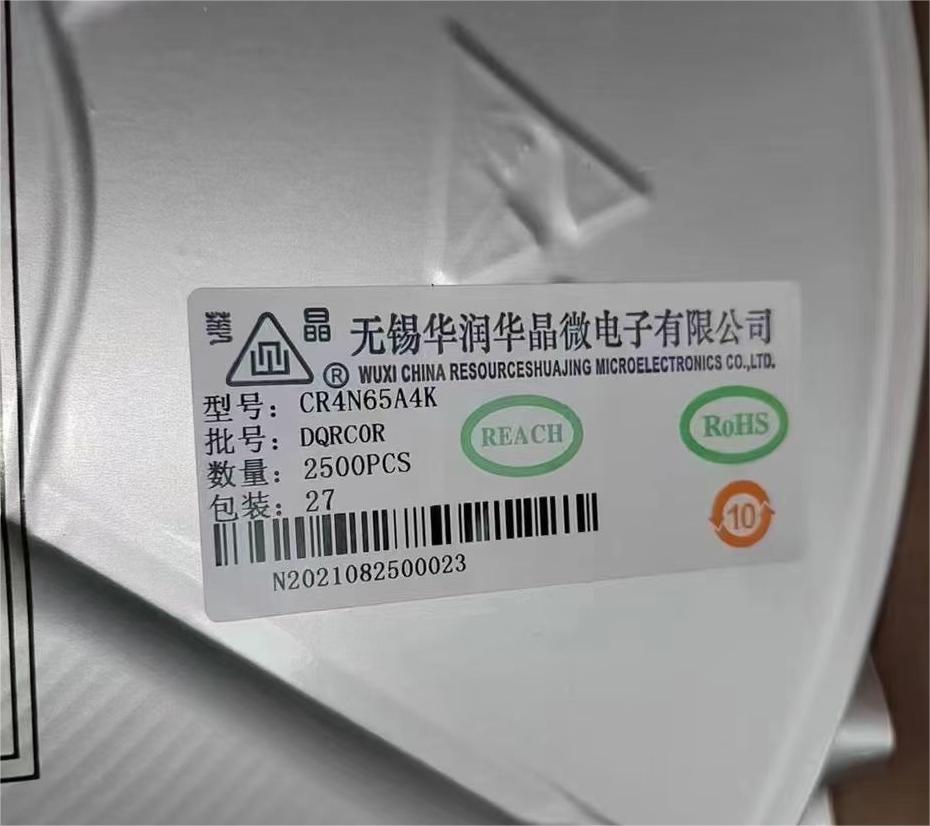 華 晶
®
无锡华润华晶微电子有限公司
WUXI CHINA RESOURCESHUAJING MICROELECTRONICS CO.,LTD.
型号: CR4N65A4K
批号: DQRC0R
数量: 2500PCS
包装: 27
REACH
RoHS
10
N2021082500023